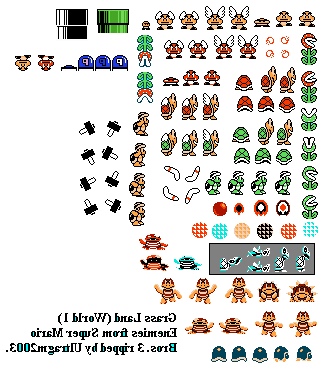 Grass Land (World 1)
Enemies from Super Mario
Bros. 3 ripped by Ultragm2003.